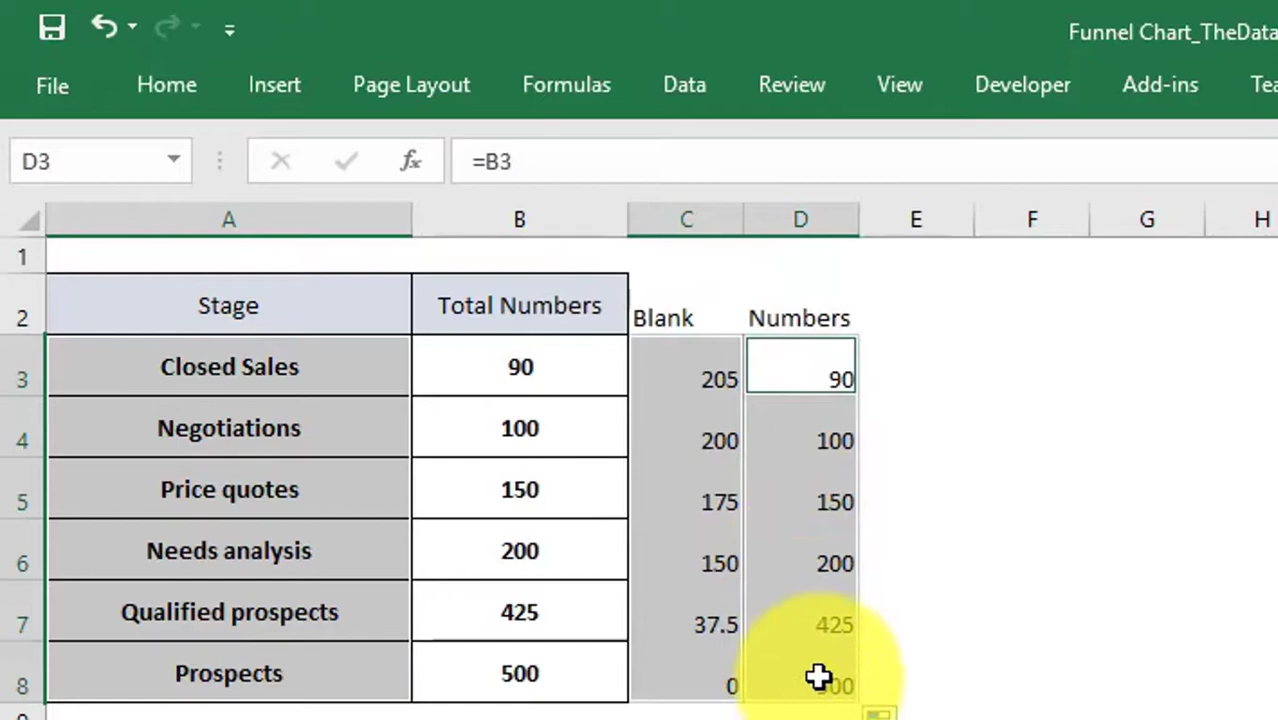 Funnel Chart_TheData
File Home Insert Page Layout Formulas Data Review View Developer Add-ins
D3 fx =B3
A B C D E F G H
1
2 Stage Total Numbers Blank Numbers
3 Closed Sales 90 205 90
4 Negotiations 100 200 100
5 Price quotes 150 175 150
6 Needs analysis 200 150 200
7 Qualified prospects 425 37.5 425
8 Prospects 500 0